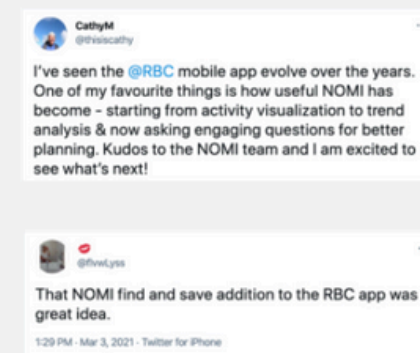 CathyM
@thisiscathy
I've seen the @RBC mobile app evolve over the years.
One of my favourite things is how useful NOMI has
become - starting from activity visualization to trend
analysis & now asking engaging questions for better
planning. Kudos to the NOMI team and I am excited to
see what's next!
@flvwLyss
That NOMI find and save addition to the RBC app was
great idea.
1:29 PM · Mar 3, 2021 · Twitter for iPhone